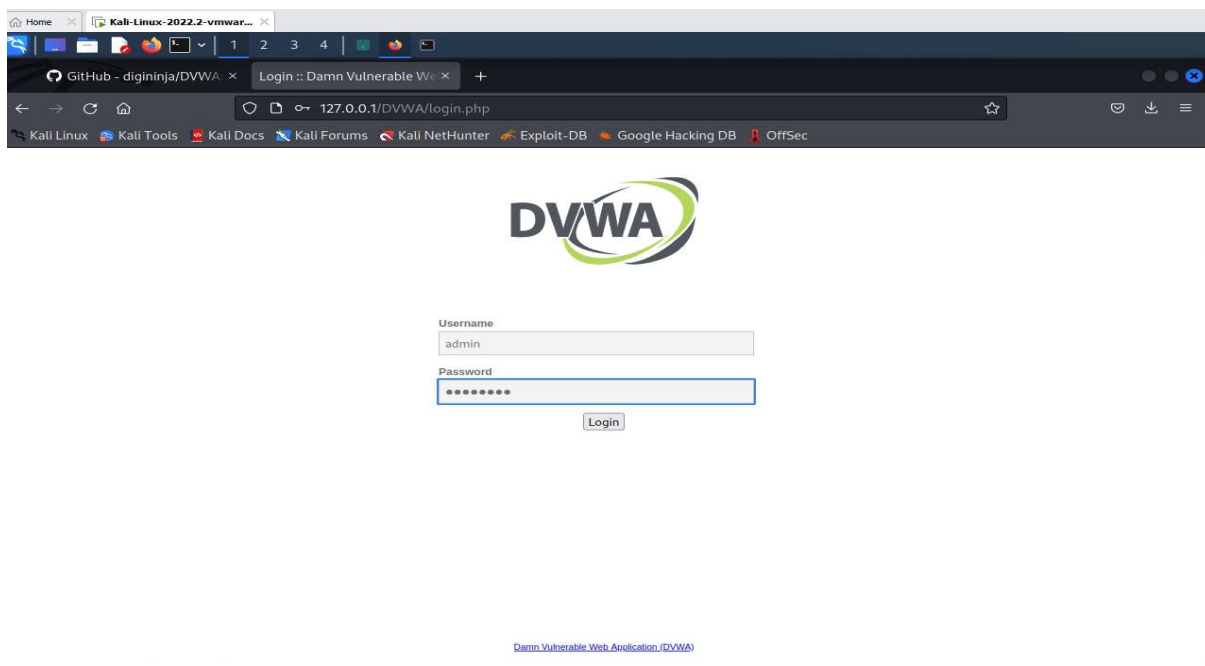 Home Kali-Linux-2022.2-vmwar...
1 2 3 4
GitHub - digininja/DVWA: Login :: Damn Vulnerable We
127.0.0.1/DVWA/login.php
Kali Linux Kali Tools Kali Docs Kali Forums Kali NetHunter Exploit-DB Google Hacking DB OffSec
DVWA
Username
admin
Password
Login
Damn Vulnerable Web Application (DVWA)